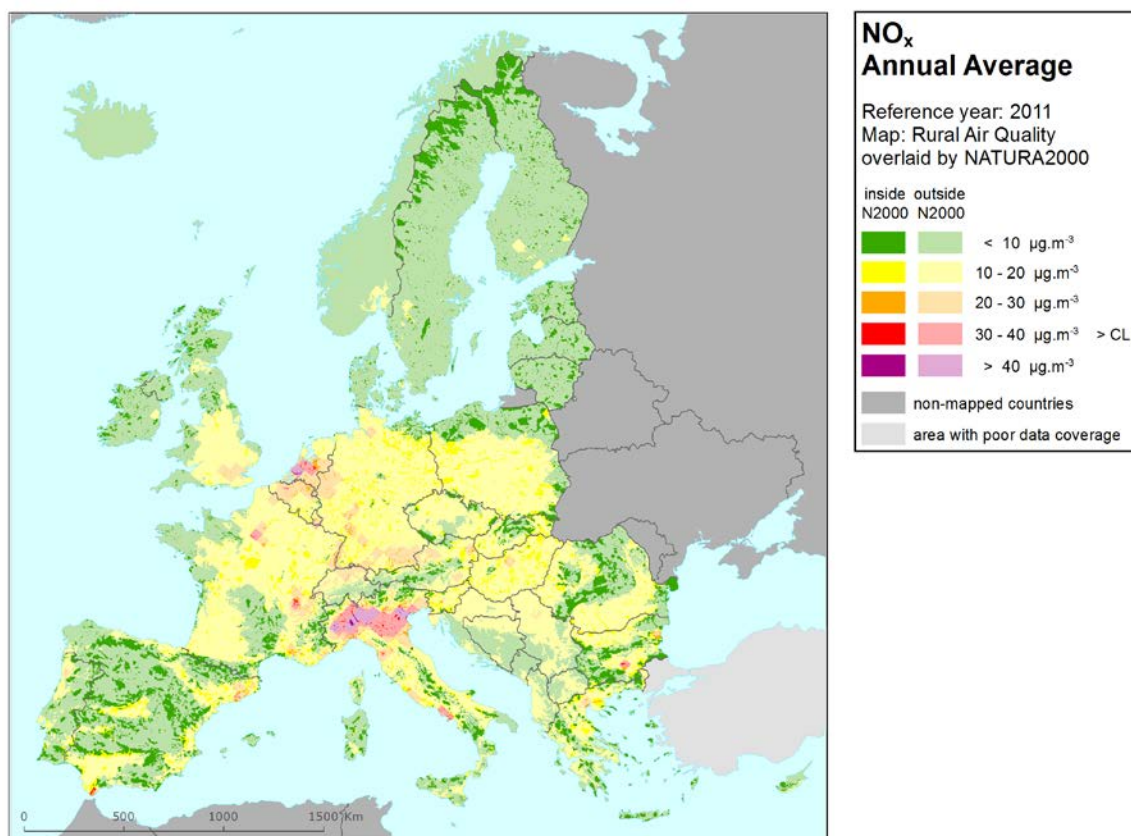 NOₓ
Annual Average
Reference year: 2011
Map: Rural Air Quality
overlaid by NATURA2000
inside outside
N2000 N2000
< 10 µg.m⁻³
10 - 20 µg.m⁻³
20 - 30 µg.m⁻³
30 - 40 µg.m⁻³ > CL
> 40 µg.m⁻³
non-mapped countries
area with poor data coverage
0 500 1000 1500 Km